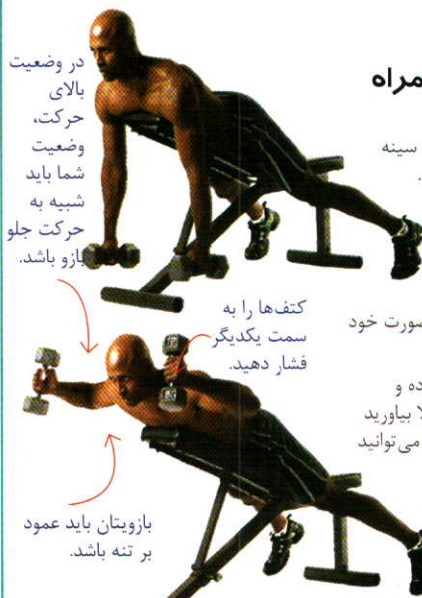 در وضعیت
بالای
حرکت،
وضعیت
شما باید
شبیه به
حرکت جلو
بازو باشد.
مراه
سینه
.
کتف‌ها را به
سمت یکدیگر
فشار دهید.
صورت خود
ده و
لا بیاورید
می‌توانید
بازویتان باید عمود
بر تنه باشد.